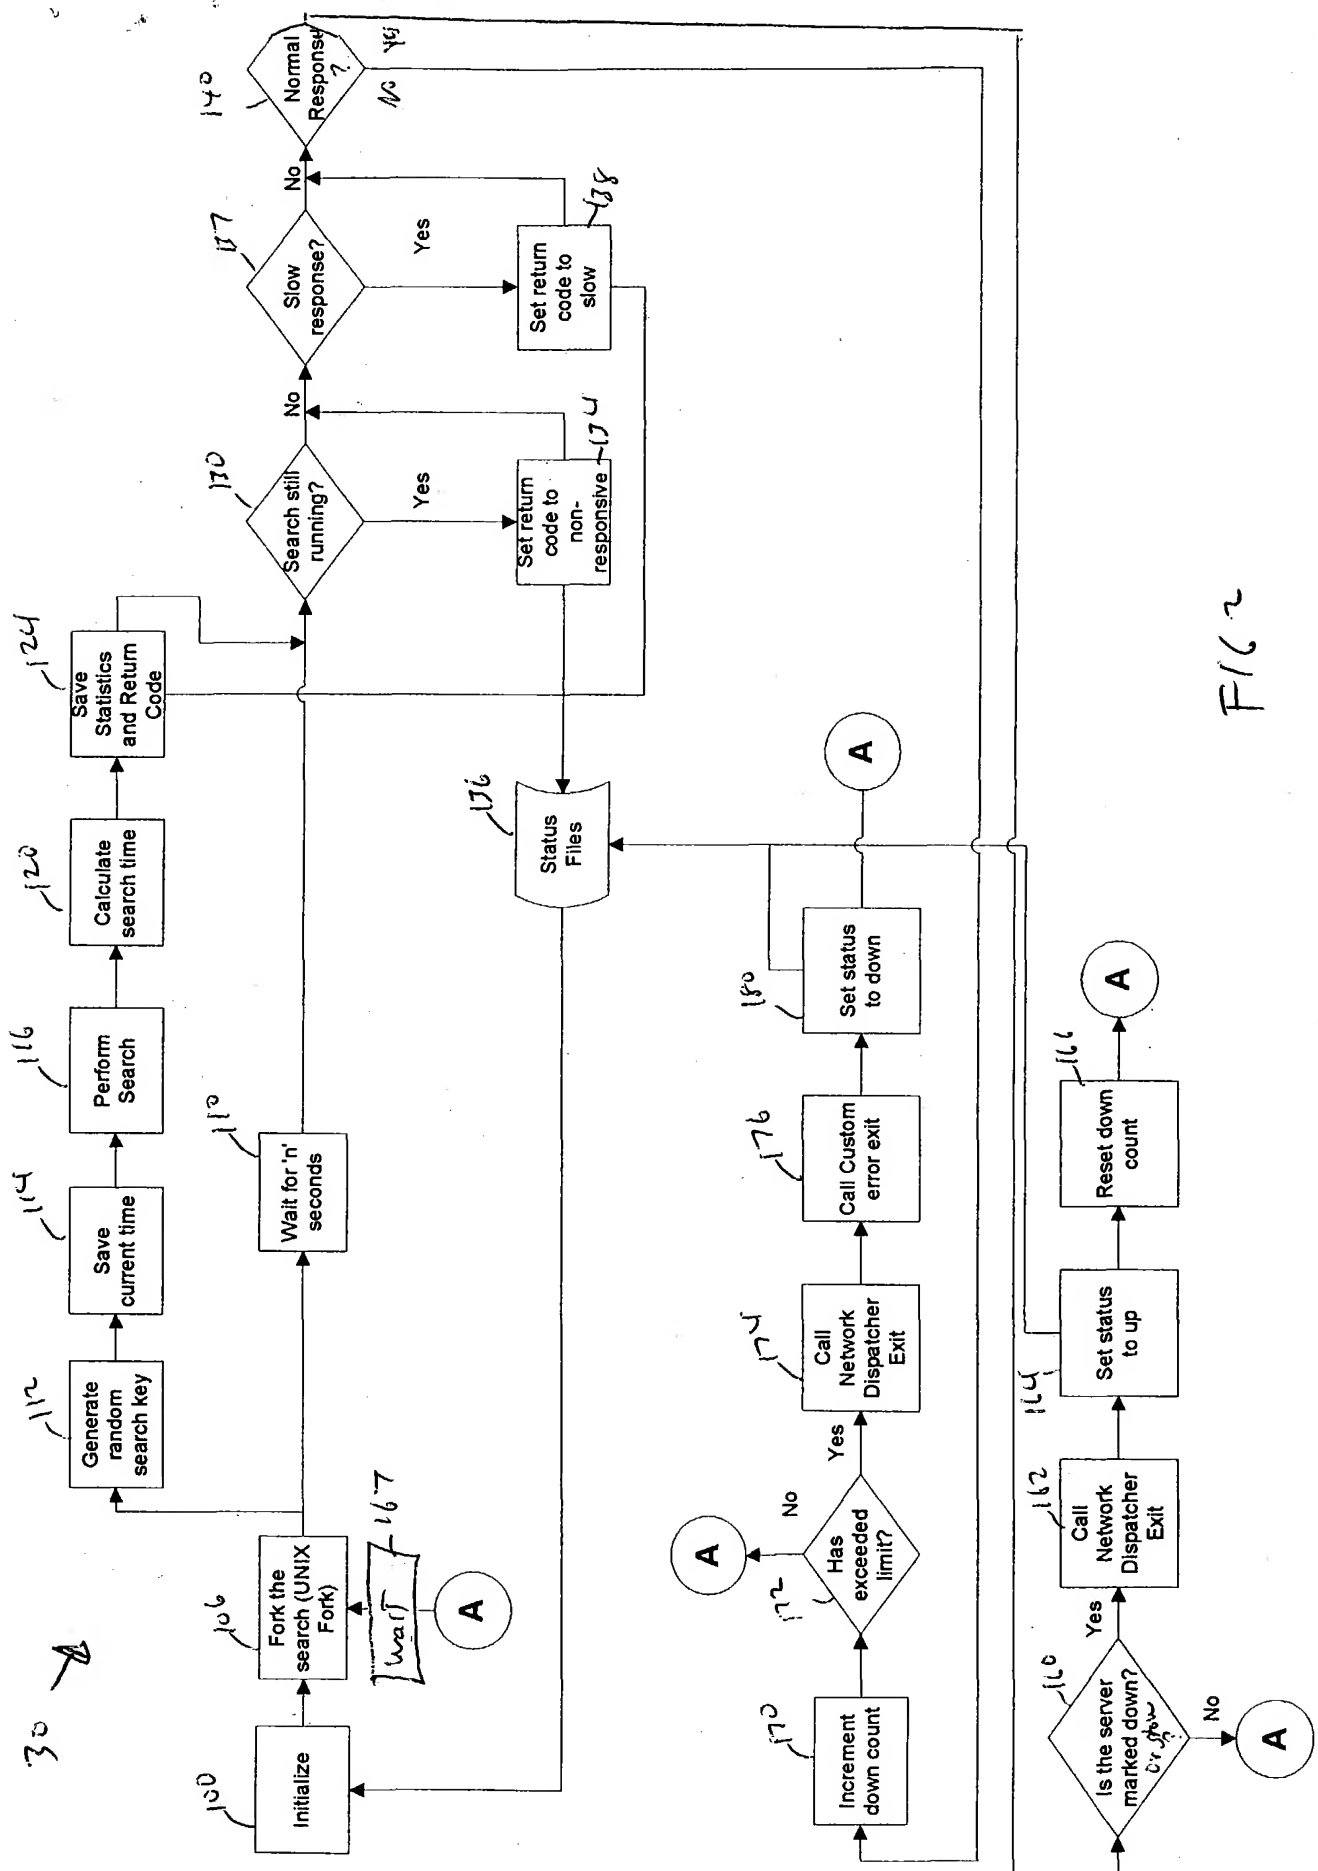 30
100
Initialize
106
Fork the
search (UNIX
Fork)
Wait
167
A
112
Generate
random
search key
114
Save
current time
116
Perform
Search
120
Calculate
search time
124
Save
Statistics
and Return
Code
110
Wait for 'n'
seconds
130
Search still
running?
No
Yes
Set return
code to
non-
responsive
134
137
Slow
response?
No
Yes
Set return
code to
slow
138
140
Normal
Response
?
Yes
No
136
Status
Files
170
Increment
down count
172
Has
exceeded
limit?
No
A
Yes
174
Call
Network
Dispatcher
Exit
176
Call Custom
error exit
180
Set status
to down
A
160
Is the server
marked down?
or slow
?
No
A
Yes
162
Call
Network
Dispatcher
Exit
164
Set status
to up
166
Reset down
count
A
FIG 2